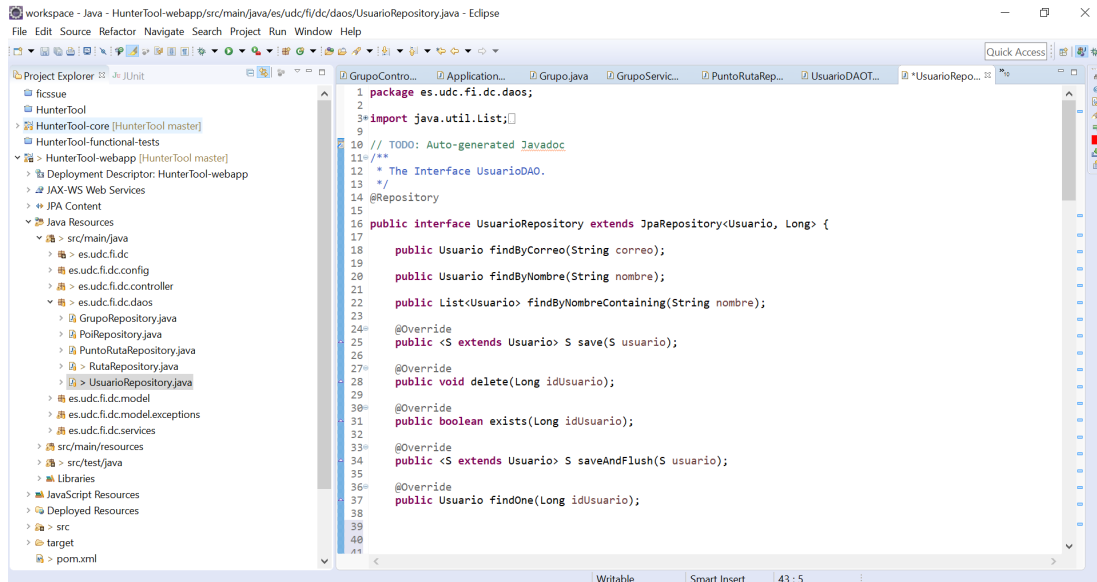 workspace - Java - HunterTool-webapp/src/main/java/es/udc/fi/dc/daos/UsuarioRepository.java - Eclipse
File Edit Source Refactor Navigate Search Project Run Window Help
Quick Access
Project Explorer JUnit
ficssue
HunterTool
HunterTool-core [HunterTool master]
HunterTool-functional-tests
> HunterTool-webapp [HunterTool master]
Deployment Descriptor: HunterTool-webapp
JAX-WS Web Services
JPA Content
Java Resources
> src/main/java
> es.udc.fi.dc
es.udc.fi.dc.config
> es.udc.fi.dc.controller
> es.udc.fi.dc.daos
GrupoRepository.java
PoiRepository.java
PuntoRutaRepository.java
> RutaRepository.java
> UsuarioRepository.java
es.udc.fi.dc.model
es.udc.fi.dc.model.exceptions
es.udc.fi.dc.services
src/main/resources
> src/test/java
Libraries
JavaScript Resources
Deployed Resources
> src
> target
> pom.xml
GrupoContro... Application... Grupo.java GrupoServic... PuntoRutaRep... UsuarioDAOT... *UsuarioRepo... »10
1 package es.udc.fi.dc.daos;
2
3 import java.util.List;
9
10 // TODO: Auto-generated Javadoc
11 /**
12 * The Interface UsuarioDAO.
13 */
14 @Repository
15
16 public interface UsuarioRepository extends JpaRepository<Usuario, Long> {
17
18 public Usuario findByCorreo(String correo);
19
20 public Usuario findByNombre(String nombre);
21
22 public List<Usuario> findByNombreContaining(String nombre);
23
24 @Override
25 public <S extends Usuario> S save(S usuario);
26
27 @Override
28 public void delete(Long idUsuario);
29
30 @Override
31 public boolean exists(Long idUsuario);
32
33 @Override
34 public <S extends Usuario> S saveAndFlush(S usuario);
35
36 @Override
37 public Usuario findOne(Long idUsuario);
38
39
40
41
Writable Smart Insert 43 : 5